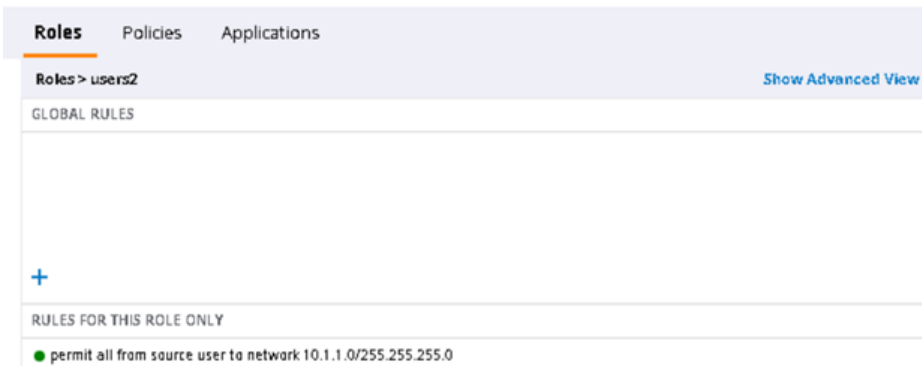 Roles Policies Applications
Roles > users2 Show Advanced View
GLOBAL RULES
+
RULES FOR THIS ROLE ONLY
permit all from source user to network 10.1.1.0/255.255.255.0